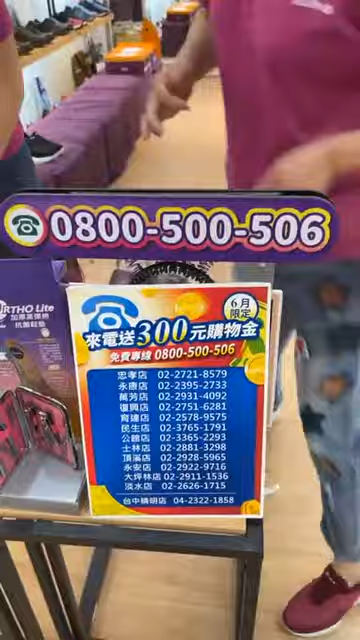 0800-500-506
6月
限定
來電送300元購物金
免費專線 0800-500-506
ORTHO Lite
忠孝店 02-2721-8579
永康店 02-2395-2733
萬芳店 02-2931-4092
復興店 02-2751-6281
育達店 02-2578-9575
民生店 02-3765-1791
公館店 02-3365-2293
士林店 02-2881-3298
頂溪店 02-2928-5955
永安店 02-2922-9716
大坪林店 02-2911-1536
淡水店 02-2626-1715
台中精明店 04-2322-1858